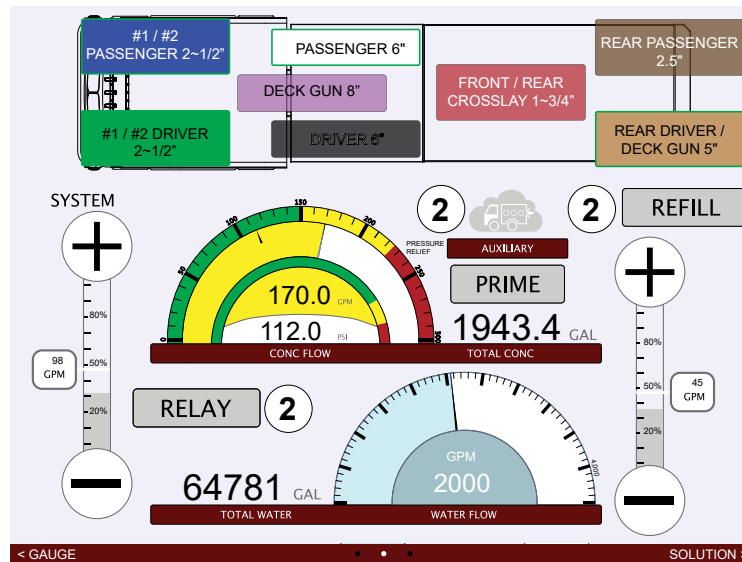 #1 / #2
PASSENGER 2~1/2”
PASSENGER 6"
REAR PASSENGER
2.5"
DECK GUN 8”
FRONT / REAR
CROSSLAY 1~3/4”
#1 / #2 DRIVER
2~1/2”
DRIVER 6"
REAR DRIVER /
DECK GUN 5"
SYSTEM
80%
50%
20%
98
GPM
0
50
100
150
200
250
300
PRESSURE
RELIEF
170.0 GPM
112.0 PSI
CONC FLOW
2
AUXILIARY
PRIME
1943.4 GAL
TOTAL CONC
2
REFILL
80%
50%
20%
45
GPM
RELAY
2
64781 GAL
TOTAL WATER
GPM
2000
4,000
WATER FLOW
< GAUGE
SOLUTION >